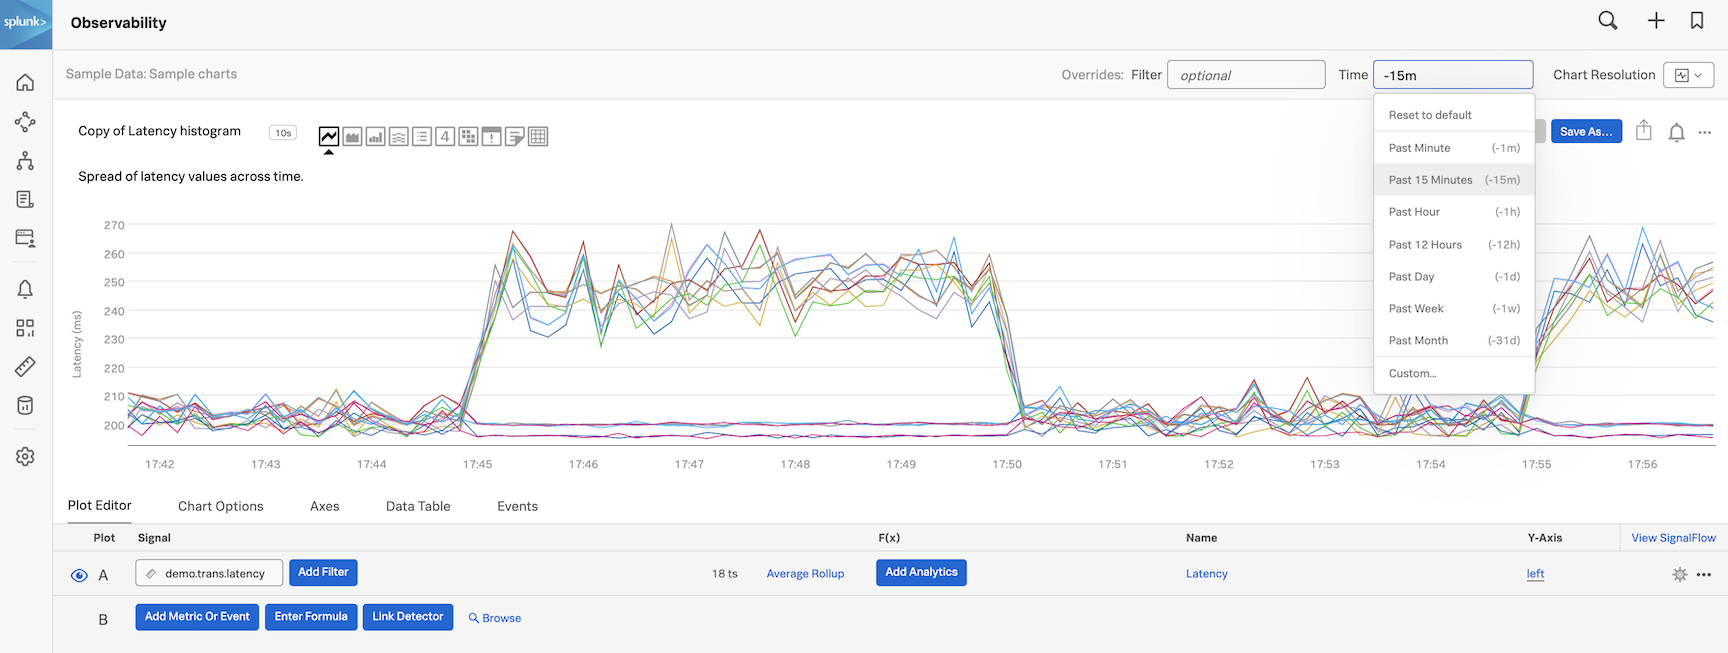 splunk>
Observability
Sample Data: Sample charts
Overrides: Filter optional Time -15m Chart Resolution
Reset to default
Past Minute (-1m)
Past 15 Minutes (-15m)
Past Hour (-1h)
Past 12 Hours (-12h)
Past Day (-1d)
Past Week (-1w)
Past Month (-31d)
Custom...
Copy of Latency histogram 10s
4
Save As...
Spread of latency values across time.
Latency (ms)
270
260
250
240
230
220
210
200
17:42 17:43 17:44 17:45 17:46 17:47 17:48 17:49 17:50 17:51 17:52 17:53 17:54 17:55 17:56
Plot Editor Chart Options Axes Data Table Events
Plot Signal F(x) Name Y-Axis View SignalFlow
A demo.trans.latency Add Filter 18 ts Average Rollup Add Analytics Latency left
B Add Metric Or Event Enter Formula Link Detector Browse